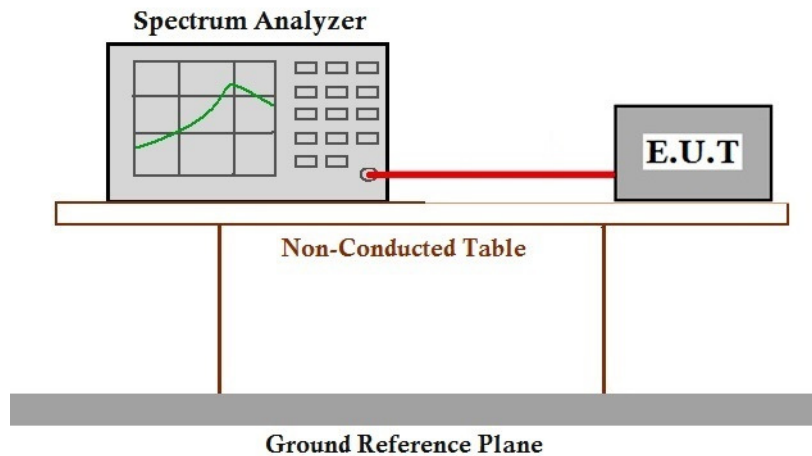 Spectrum Analyzer
E.U.T
Non-Conducted Table
Ground Reference Plane